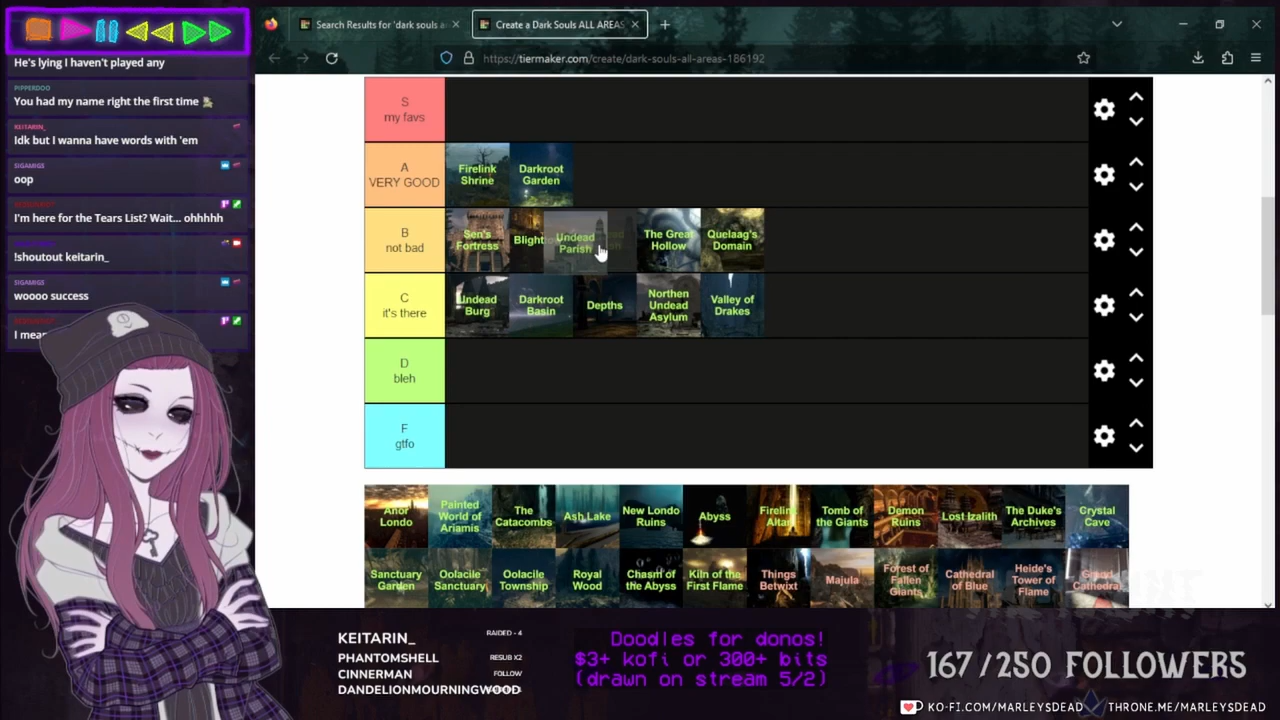 Search Results for 'dark souls a
Create a Dark Souls ALL AREAS
https://tiermaker.com/create/dark-souls-all-areas-186192
He's lying I haven't played any
PIPPERDOO
You had my name right the first time
KEITARIN_
Idk but I wanna have words with 'em
SIGAMIGS
oop
I'm here for the Tears List? Wait... ohhhhh
!shoutout keitarin_
SIGAMIGS
woooo success
I mea
S
my favs
A
VERY GOOD
Firelink
Shrine
Darkroot
Garden
B
not bad
Sen's
Fortress
Blight
Undead
Parish
The Great
Hollow
Quelaag's
Domain
C
it's there
Undead
Burg
Darkroot
Basin
Depths
Northen
Undead
Asylum
Valley of
Drakes
D
bleh
F
gtfo
Anor
Londo
Painted
World of
Ariamis
The
Catacombs
Ash Lake
New Londo
Ruins
Abyss
Firelink
Altar
Tomb of
the Giants
Demon
Ruins
Lost Izalith
The Duke's
Archives
Crystal
Cave
Sanctuary
Garden
Oolacile
Sanctuary
Oolacile
Township
Royal
Wood
Chasm of
the Abyss
Kiln of the
First Flame
Things
Betwixt
Majula
Forest of
Fallen
Giants
Cathedral
of Blue
Heide's
Tower of
Flame
Grand
Cathedral
KEITARIN_
RAIDED - 4
PHANTOMSHELL
RESUB X2
CINNERMAN
FOLLOW
DANDELIONMOURNINGWOOD
Doodles for donos!
$3+ kofi or 300+ bits
(drawn on stream 5/2)
167/250 FOLLOWERS
KO-FI.COM/MARLEYSDEAD
THRONE.ME/MARLEYSDEAD